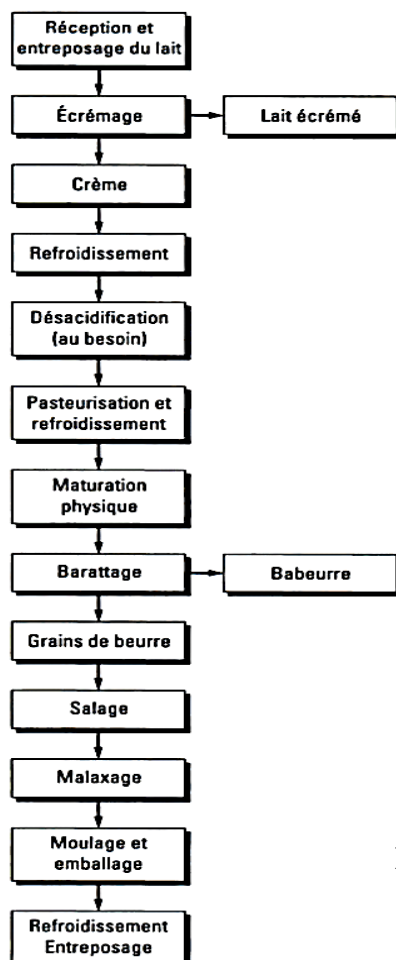 Réception et
entreposage du lait
Écrémage
Lait écrémé
Crème
Refroidissement
Désacidification
(au besoin)
Pasteurisation et
refroidissement
Maturation
physique
Barattage
Babeurre
Grains de beurre
Salage
Malaxage
Moulage et
emballage
Refroidissement
Entreposage